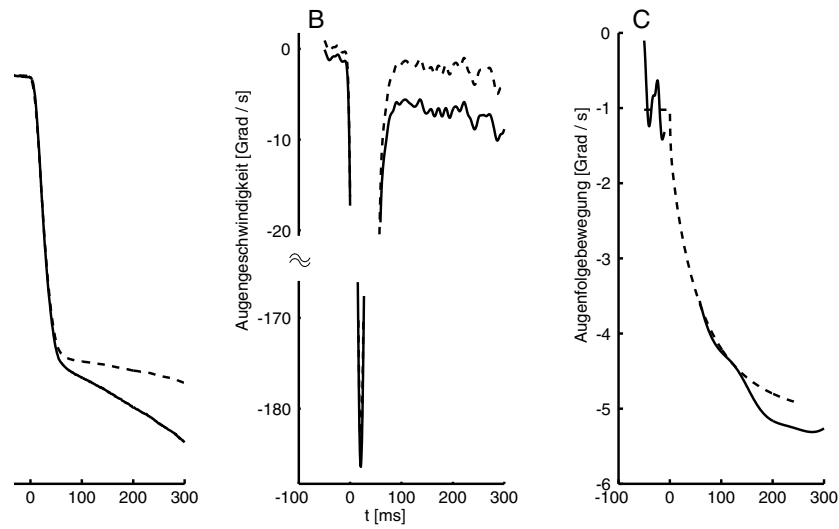 B
C
Augengeschwindigkeit [Grad / s]
0
-10
-20
-170
-180
Augenfolgebewegung [Grad / s]
0
-1
-2
-3
-4
-5
-6
0 100 200 300
-100 0 100 200 300
-100 0 100 200 300
t [ms]